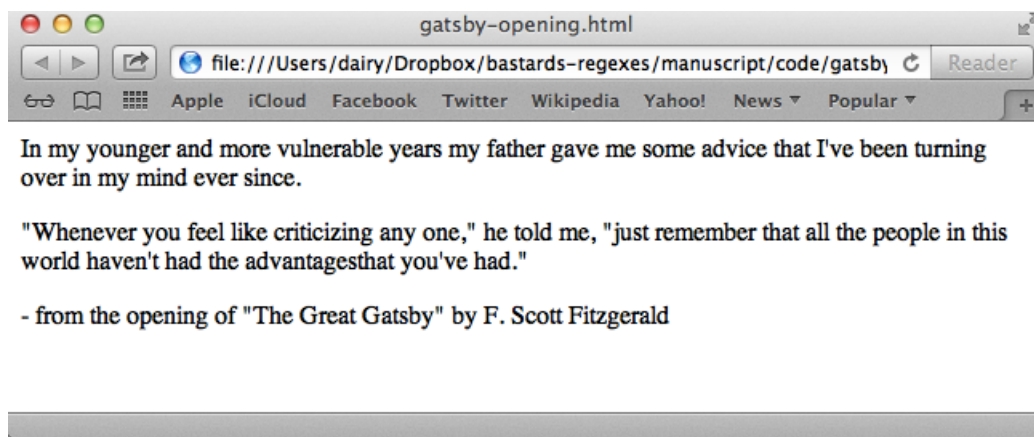 gatsby-opening.html
file:///Users/dairy/Dropbox/bastards-regexes/manuscript/code/gatsby
Reader
Apple iCloud Facebook Twitter Wikipedia Yahoo! News Popular
In my younger and more vulnerable years my father gave me some advice that I've been turning
over in my mind ever since.
"Whenever you feel like criticizing any one," he told me, "just remember that all the people in this
world haven't had the advantagesthat you've had."
- from the opening of "The Great Gatsby" by F. Scott Fitzgerald